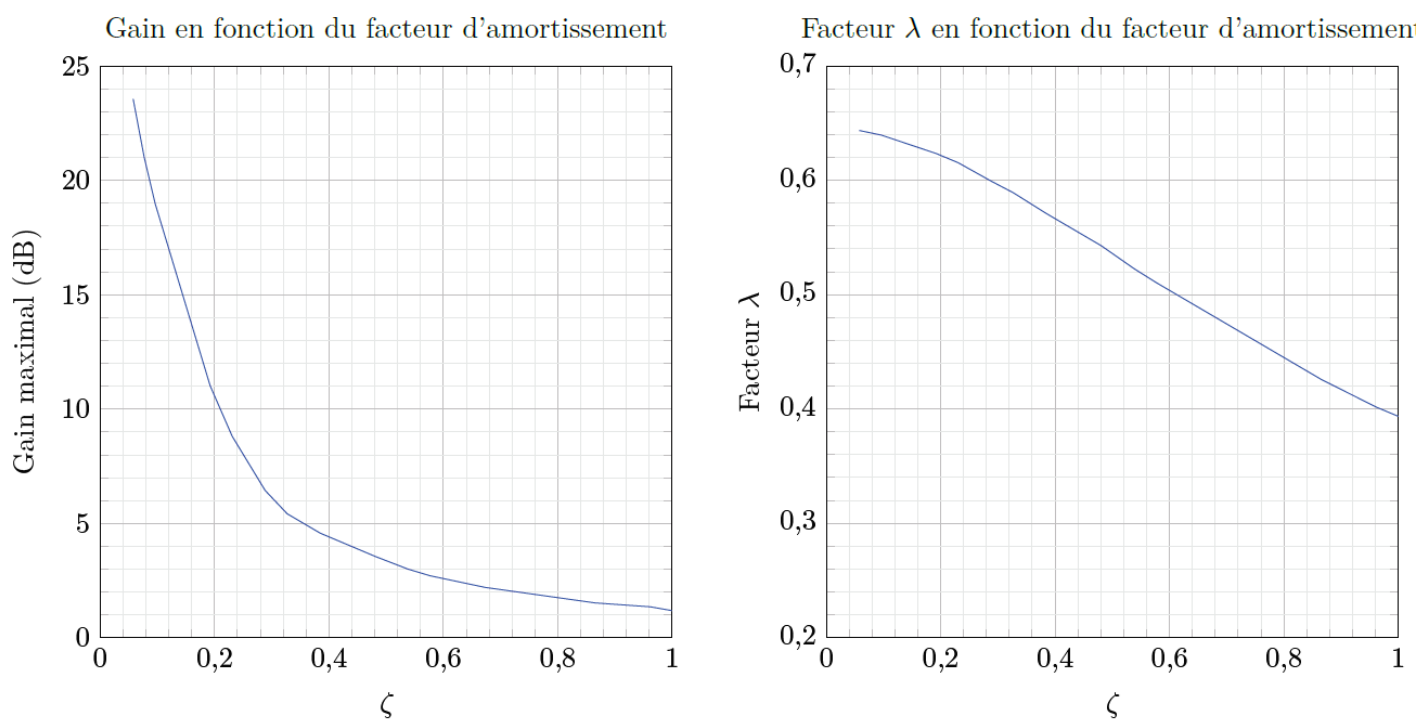 Gain en fonction du facteur d'amortissement
25
20
15
10
5
0
Gain maximal (dB)
0 0,2 0,4 0,6 0,8 1
ζ
Facteur λ en fonction du facteur d'amortissement
0,7
0,6
0,5
0,4
0,3
0,2
Facteur λ
0 0,2 0,4 0,6 0,8 1
ζ